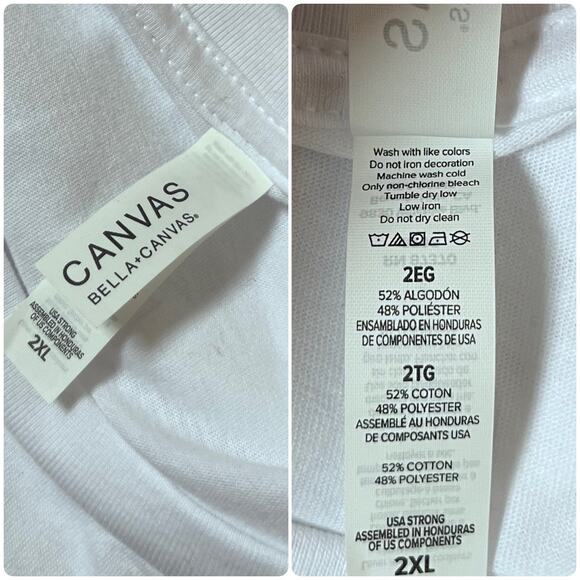 CANVAS
BELLA+CANVAS®
USA STRONG
ASSEMBLED IN HONDURAS
OF US COMPONENTS
2XL
Wash with like colors
Do not iron decoration
Machine wash cold
Only non-chlorine bleach
Tumble dry low
Low iron
Do not dry clean
RN 97370
2EG
52% ALGODÓN
48% POLIÉSTER
ENSAMBLADO EN HONDURAS
DE COMPONENTES DE USA
2TG
52% COTON
48% POLYESTER
ASSEMBLÉ AU HONDURAS
DE COMPOSANTS USA
52% COTTON
48% POLYESTER
USA STRONG
ASSEMBLED IN HONDURAS
OF US COMPONENTS
2XL